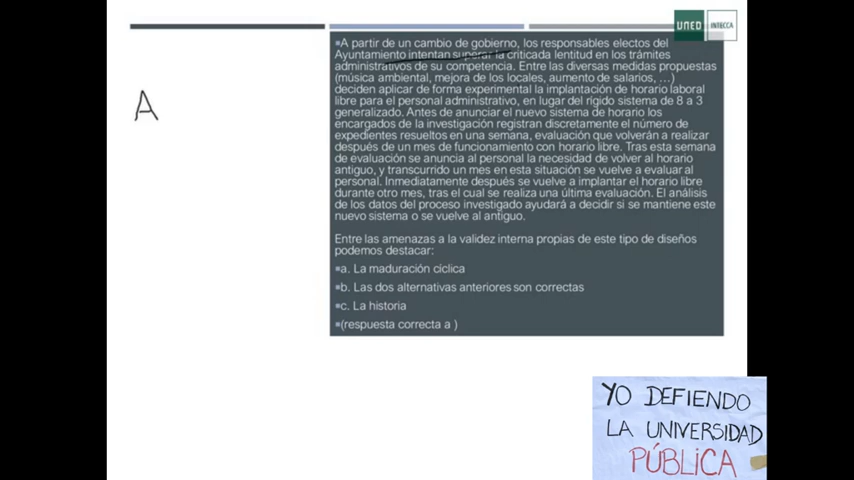 UNED
INTECCA
A partir de un cambio de gobierno, los responsables electos del
Ayuntamiento intentan superar la criticada lentitud en los trámites
administrativos de su competencia. Entre las diversas medidas propuestas
(música ambiental, mejora de los locales, aumento de salarios, ...)
deciden aplicar de forma experimental la implantación de horario laboral
libre para el personal administrativo, en lugar del rígido sistema de 8 a 3
generalizado. Antes de anunciar el nuevo sistema de horario los
encargados de la investigación registran discretamente el número de
expedientes resueltos en una semana, evaluación que volverán a realizar
después de un mes de funcionamiento con horario libre. Tras esta semana
de evaluación se anuncia al personal la necesidad de volver al horario
antiguo, y transcurrido un mes en esta situación se vuelve a evaluar al
personal. Inmediatamente después se vuelve a implantar el horario libre
durante otro mes, tras el cual se realiza una última evaluación. El análisis
de los datos del proceso investigado ayudará a decidir si se mantiene este
nuevo sistema o se vuelve al antiguo.
Entre las amenazas a la validez interna propias de este tipo de diseños
podemos destacar:
a. La maduración cíclica
b. Las dos alternativas anteriores son correctas
c. La historia
(respuesta correcta a )
A
YO DEFIENDO
LA UNIVERSIDAD
PÚBLICA